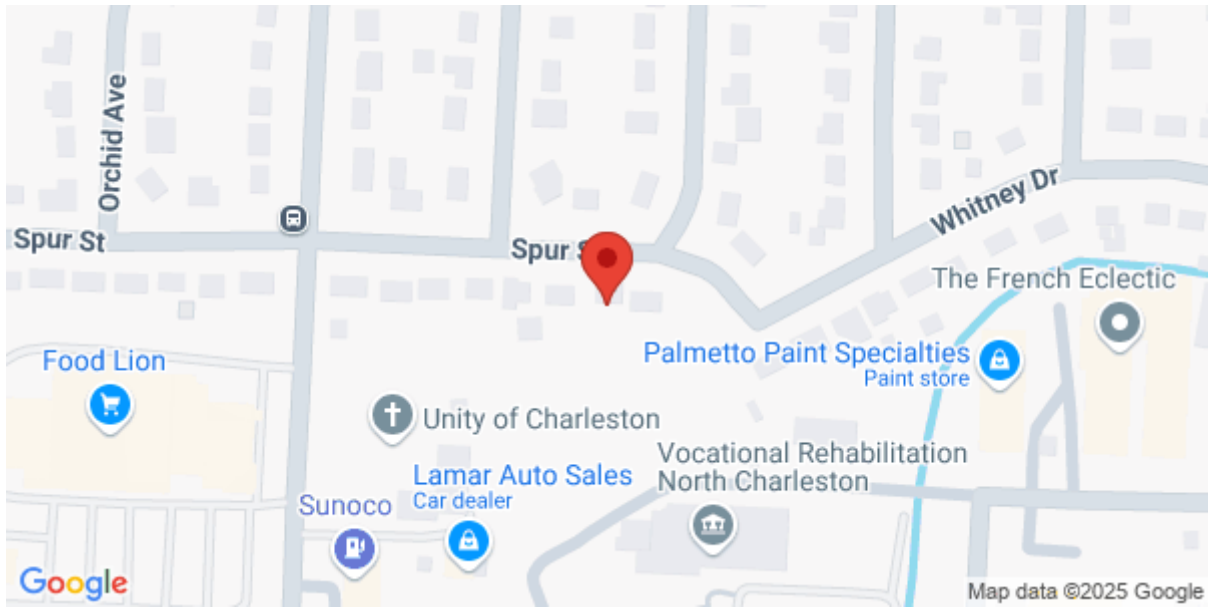 Orchid Ave
Spur St
Spur S
Whitney Dr
The French Eclectic
Food Lion
Palmetto Paint Specialties
Paint store
Unity of Charleston
Vocational Rehabilitation
North Charleston
Lamar Auto Sales
Car dealer
Sunoco
Google
Map data ©2025 Google